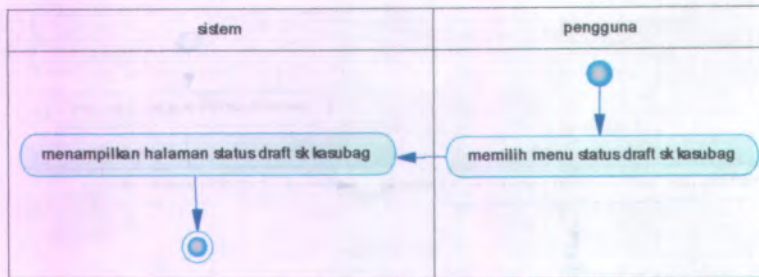 sistem
pengguna
menampilkan halaman status draft sk kasubag
memilih menu status draft sk kasubag